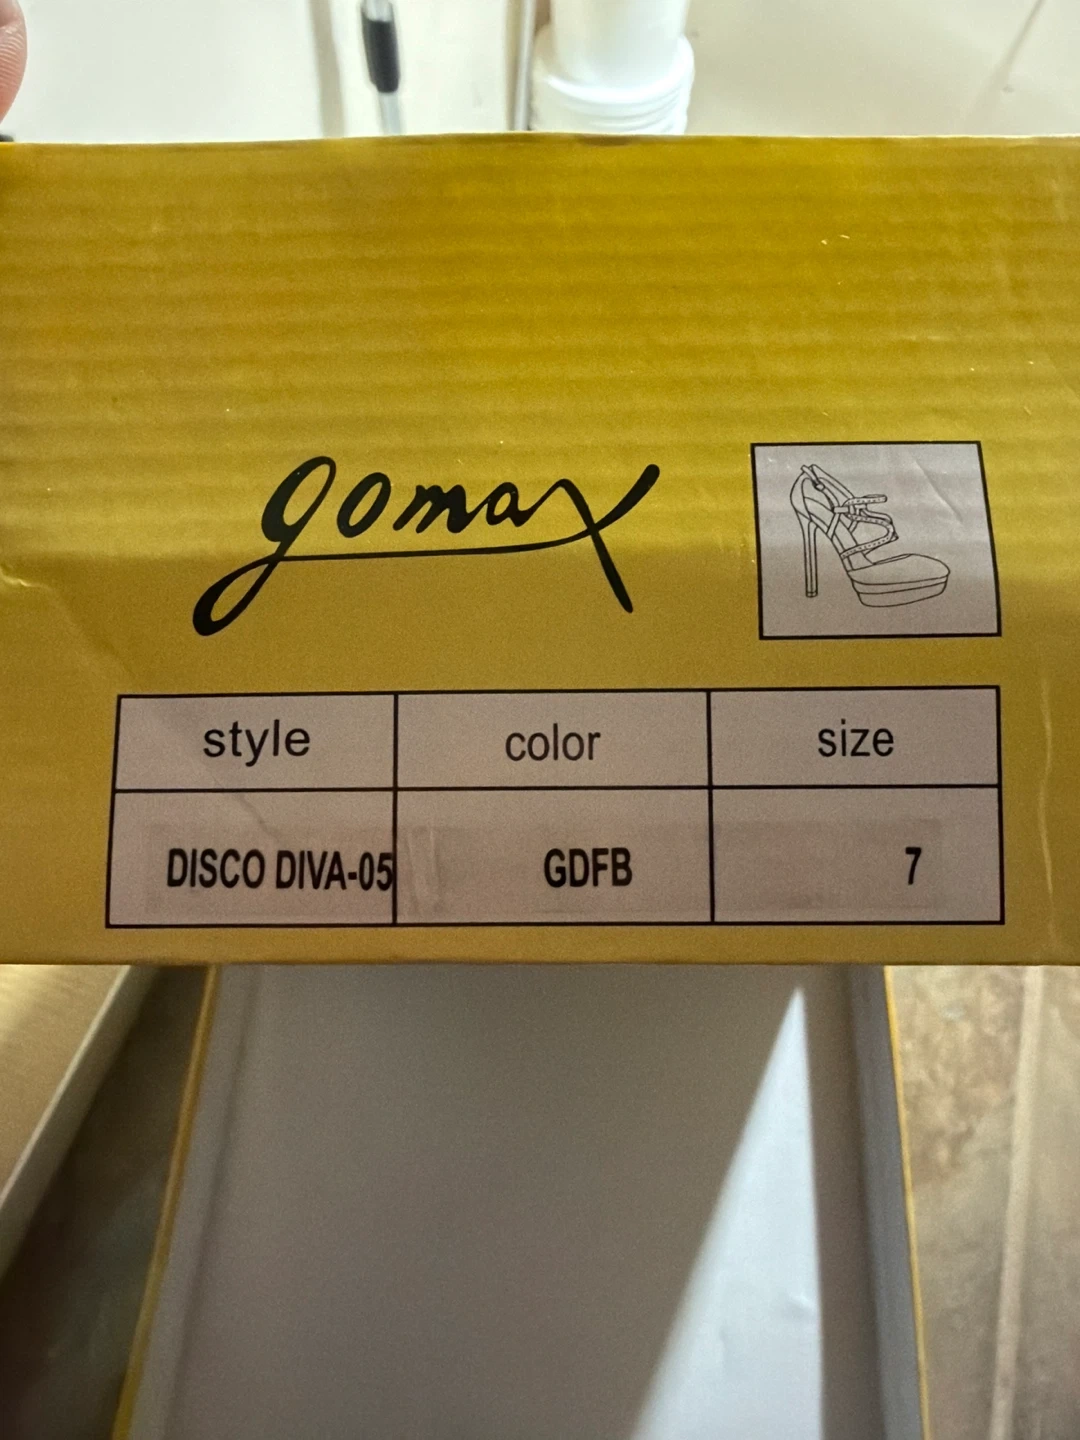 gomax
style color size
DISCO DIVA-05 GDFB 7